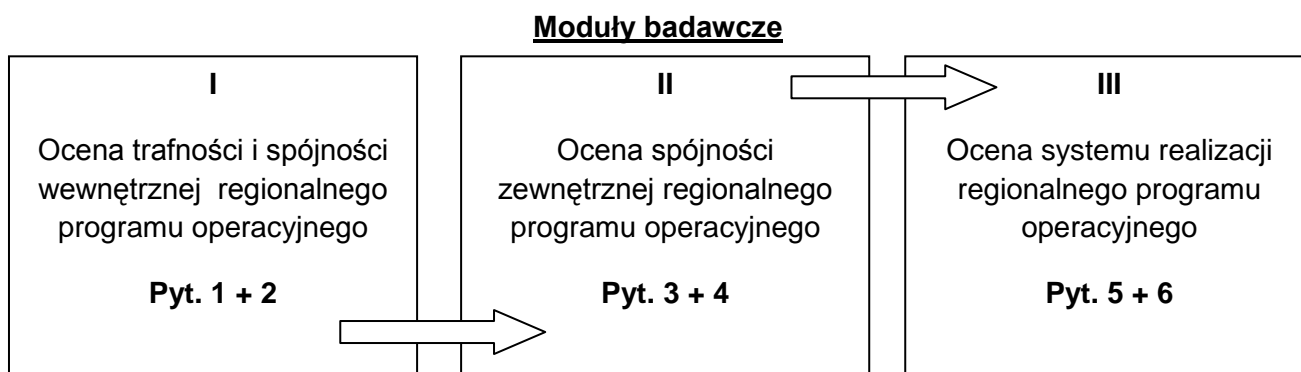 Moduły badawcze
I
Ocena trafności i spójności
wewnętrznej regionalnego
programu operacyjnego
Pyt. 1 + 2
II
Ocena spójności
zewnętrznej regionalnego
programu operacyjnego
Pyt. 3 + 4
III
Ocena systemu realizacji
regionalnego programu
operacyjnego
Pyt. 5 + 6